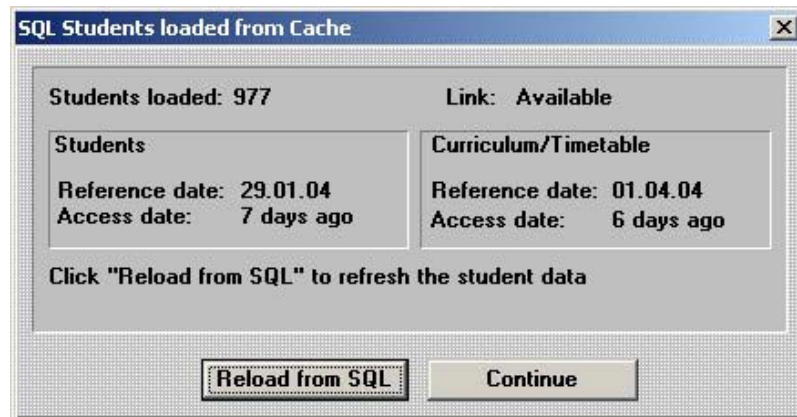 SQL Students loaded from Cache
Students loaded: 977 Link: Available
Students
Reference date: 29.01.04
Access date: 7 days ago
Curriculum/Timetable
Reference date: 01.04.04
Access date: 6 days ago
Click "Reload from SQL" to refresh the student data
Reload from SQL
Continue